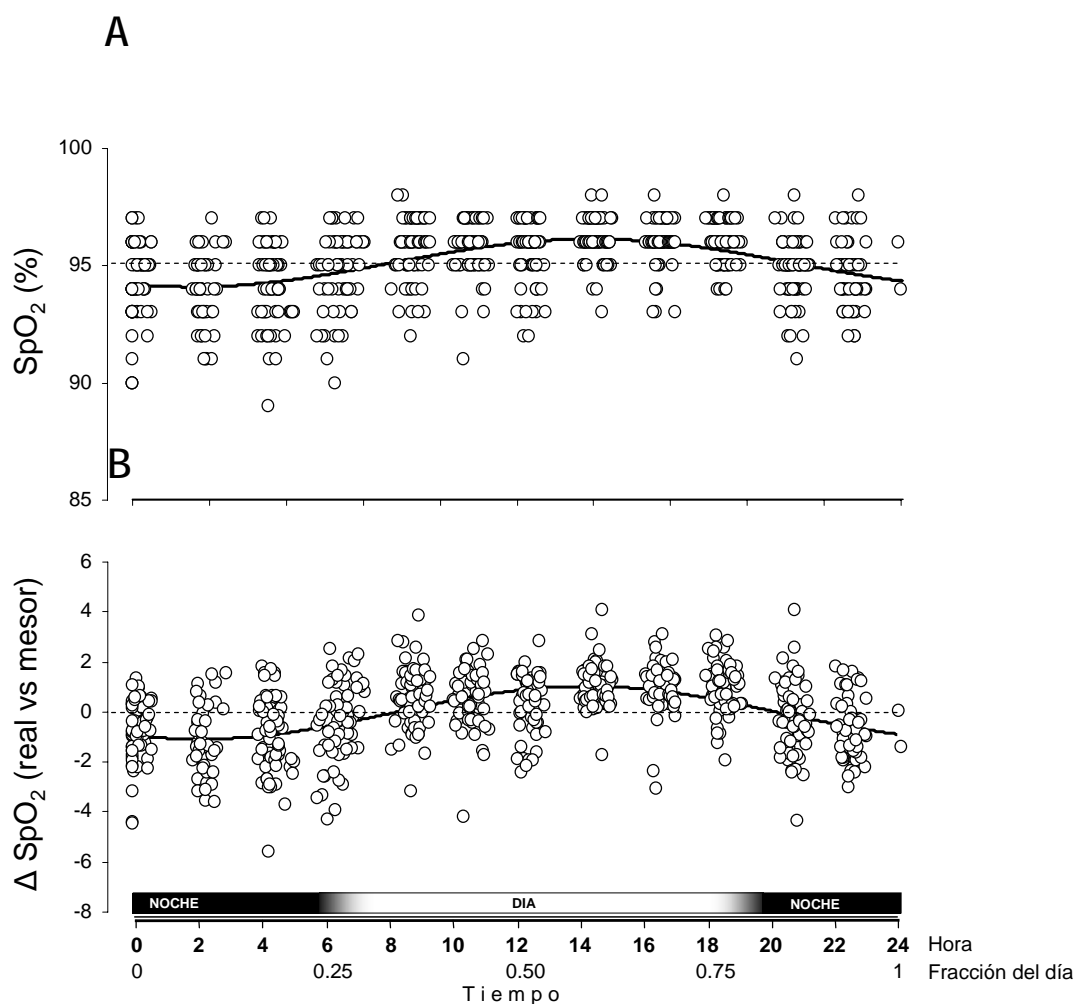 A
100
95
90
85
SpO₂ (%)
B
6
4
2
0
-2
-4
-6
-8
Δ SpO₂ (real vs mesor)
NOCHE DIA NOCHE
0 2 4 6 8 10 12 14 16 18 20 22 24 Hora
0 0.25 0.50 0.75 1 Fracción del día
Tiempo